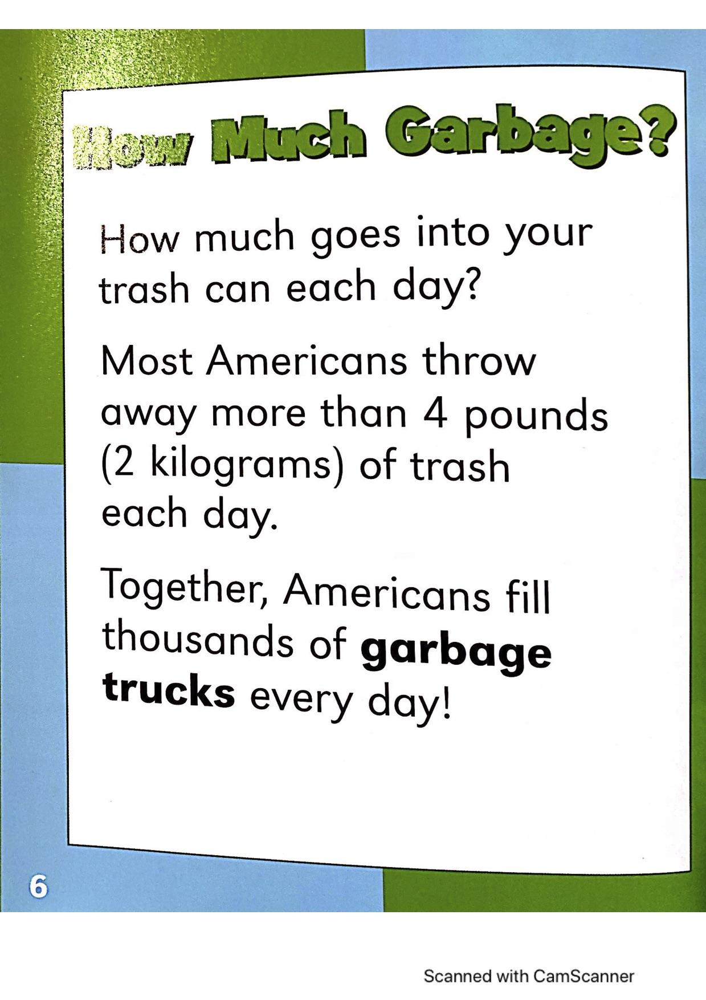 How Much Garbage?
How much goes into your
trash can each day?
Most Americans throw
away more than 4 pounds
(2 kilograms) of trash
each day.
Together, Americans fill
thousands of garbage
trucks every day!
6
Scanned with CamScanner